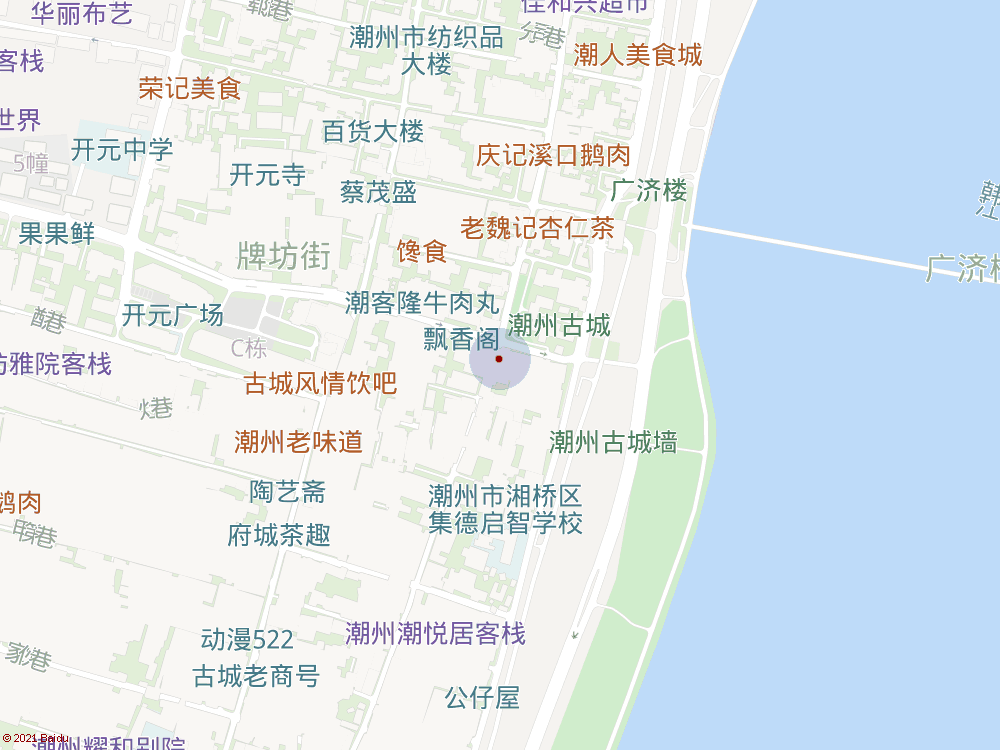 华丽布艺
佳和兴超市
潮州市纺织品
大楼
潮人美食城
客栈
荣记美食
世界
百货大楼
开元中学
5幢
庆记溪口鹅肉
开元寺
蔡茂盛
广济楼
韩
江
果果鲜
老魏记杏仁茶
牌坊街
馋食
广济桥
潮客隆牛肉丸
开元广场
潮州古城
飘香阁
C栋
坊雅院客栈
古城风情饮吧
潮州老味道
潮州古城墙
陶艺斋
潮州市湘桥区
集德启智学校
鹅肉
府城茶趣
动漫522
潮州潮悦居客栈
古城老商号
公仔屋
© 2021 Baidu
潮州耀和别院